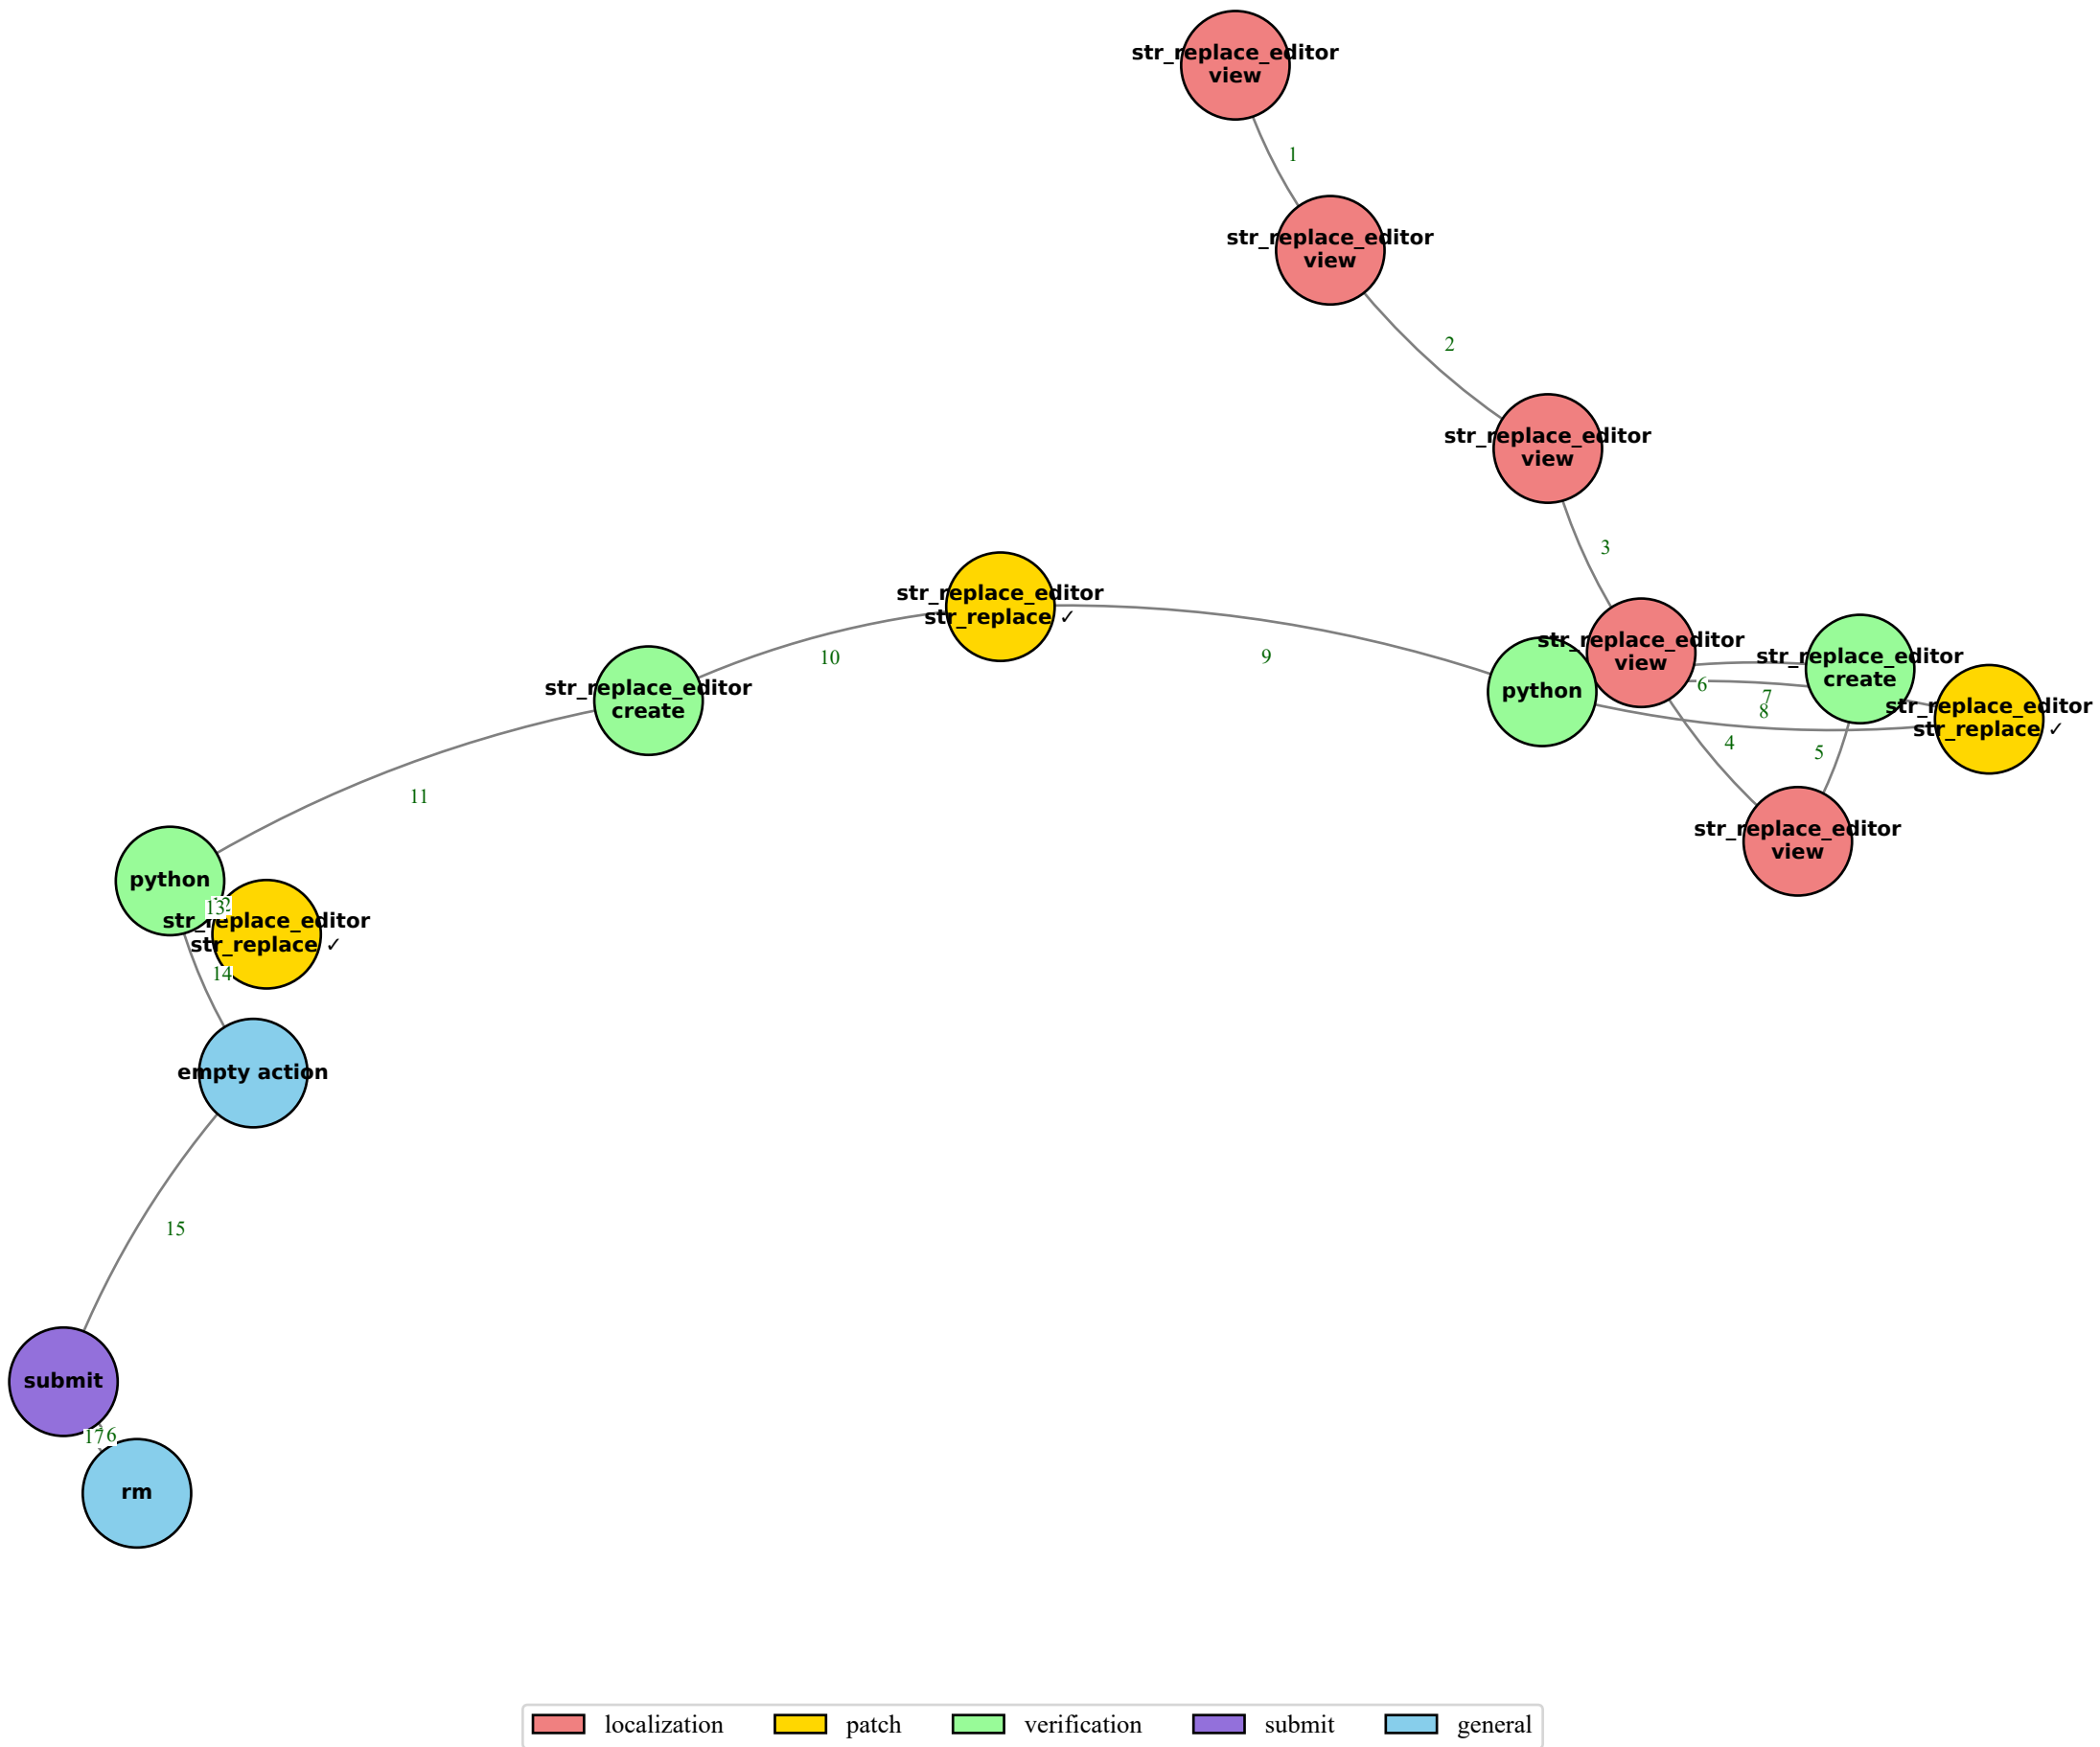 str_replace_editor
view
1
str_replace_editor
view
2
str_replace_editor
view
3
str_replace_editor
str_replace ✓
10
9
str_replace_editor
view
str_replace_editor
create
str_replace_editor
create
python
6
7
8
str_replace_editor
str_replace ✓
4
5
11
str_replace_editor
view
python
13
str_replace_editor
str_replace ✓
14
empty action
15
submit
17
rm
localization
patch
verification
submit
general